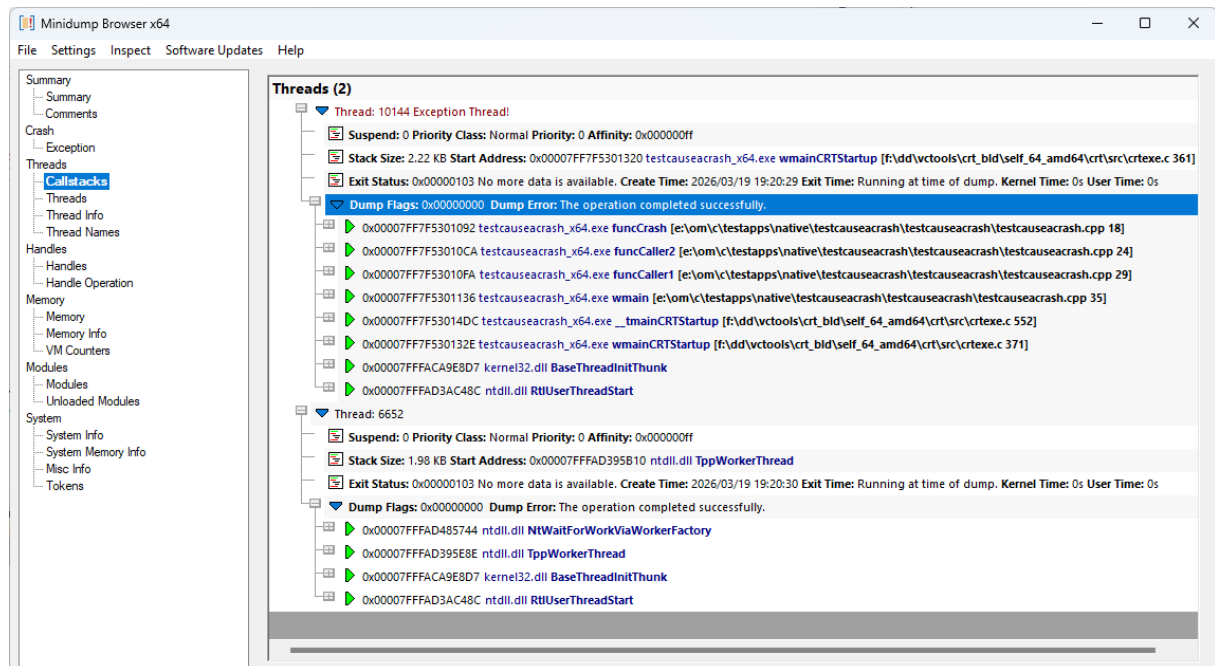 Minidump Browser x64
File Settings Inspect Software Updates Help
Summary
Summary
Comments
Crash
Exception
Threads
Callstacks
Threads
Thread Info
Thread Names
Handles
Handles
Handle Operation
Memory
Memory
Memory Info
VM Counters
Modules
Modules
Unloaded Modules
System
System Info
System Memory Info
Misc Info
Tokens
Threads (2)
Thread: 10144 Exception Thread!
Suspend: 0 Priority Class: Normal Priority: 0 Affinity: 0x000000ff
Stack Size: 2.22 KB Start Address: 0x00007FF7F5301320 testcauseacrash_x64.exe wmainCRTStartup [f:\dd\vctools\crt_bld\self_64_amd64\crt\src\crtexe.c 361]
Exit Status: 0x00000103 No more data is available. Create Time: 2026/03/19 19:20:29 Exit Time: Running at time of dump. Kernel Time: 0s User Time: 0s
Dump Flags: 0x00000000 Dump Error: The operation completed successfully.
0x00007FF7F5301092 testcauseacrash_x64.exe funcCrash [e:\om\c\testapps\native\testcauseacrash\testcauseacrash\testcauseacrash.cpp 18]
0x00007FF7F53010CA testcauseacrash_x64.exe funcCaller2 [e:\om\c\testapps\native\testcauseacrash\testcauseacrash\testcauseacrash.cpp 24]
0x00007FF7F53010FA testcauseacrash_x64.exe funcCaller1 [e:\om\c\testapps\native\testcauseacrash\testcauseacrash\testcauseacrash.cpp 29]
0x00007FF7F5301136 testcauseacrash_x64.exe wmain [e:\om\c\testapps\native\testcauseacrash\testcauseacrash\testcauseacrash.cpp 35]
0x00007FF7F53014DC testcauseacrash_x64.exe __tmainCRTStartup [f:\dd\vctools\crt_bld\self_64_amd64\crt\src\crtexe.c 552]
0x00007FF7F530132E testcauseacrash_x64.exe wmainCRTStartup [f:\dd\vctools\crt_bld\self_64_amd64\crt\src\crtexe.c 371]
0x00007FFFACA9E8D7 kernel32.dll BaseThreadInitThunk
0x00007FFFAD3AC48C ntdll.dll RtlUserThreadStart
Thread: 6652
Suspend: 0 Priority Class: Normal Priority: 0 Affinity: 0x000000ff
Stack Size: 1.98 KB Start Address: 0x00007FFFAD395B10 ntdll.dll TppWorkerThread
Exit Status: 0x00000103 No more data is available. Create Time: 2026/03/19 19:20:30 Exit Time: Running at time of dump. Kernel Time: 0s User Time: 0s
Dump Flags: 0x00000000 Dump Error: The operation completed successfully.
0x00007FFFAD485744 ntdll.dll NtWaitForWorkViaWorkerFactory
0x00007FFFAD395E8E ntdll.dll TppWorkerThread
0x00007FFFACA9E8D7 kernel32.dll BaseThreadInitThunk
0x00007FFFAD3AC48C ntdll.dll RtlUserThreadStart